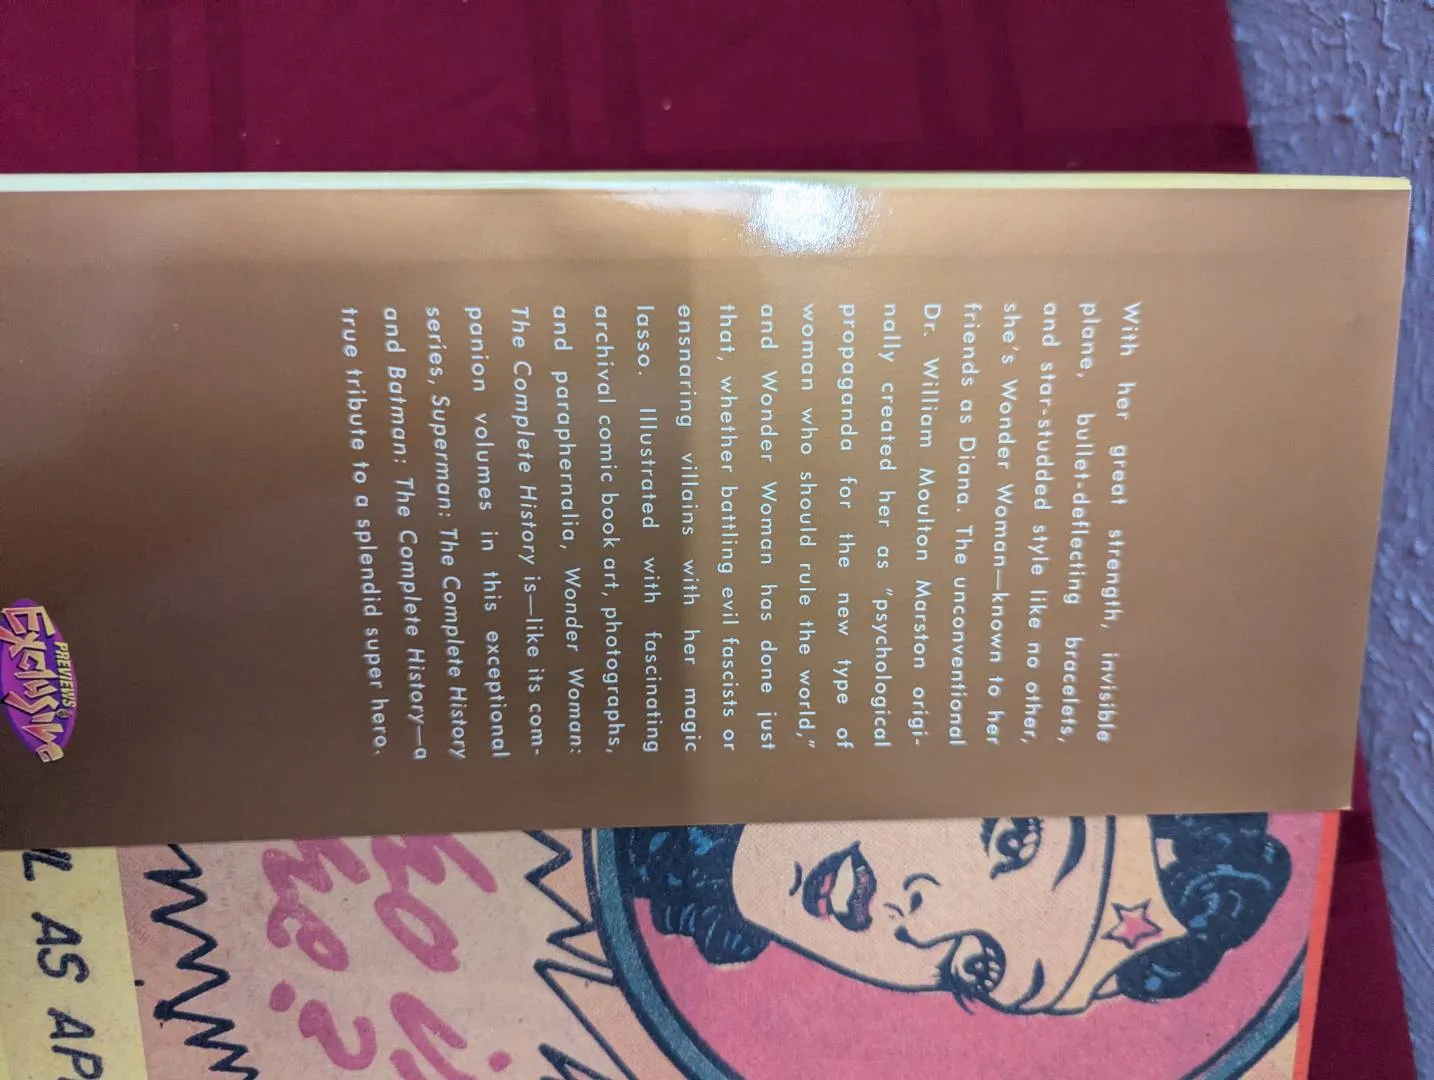 With her great strength, invisible
plane, bullet-deflecting bracelets,
and star-studded style like no other,
she's Wonder Woman—known to her
friends as Diana. The unconventional
Dr. William Moulton Marston origi-
nally created her as "psychological
propaganda for the new type of
woman who should rule the world,"
and Wonder Woman has done just
that, whether battling evil fascists or
ensnaring villains with her magic
lasso. Illustrated with fascinating
archival comic book art, photographs,
and paraphernalia, Wonder Woman:
The Complete History is—like its com-
panion volumes in this exceptional
series, Superman: The Complete History
and Batman: The Complete History—a
true tribute to a splendid super hero.
PREVIEWS
EXCLUSIVE
he?
AS